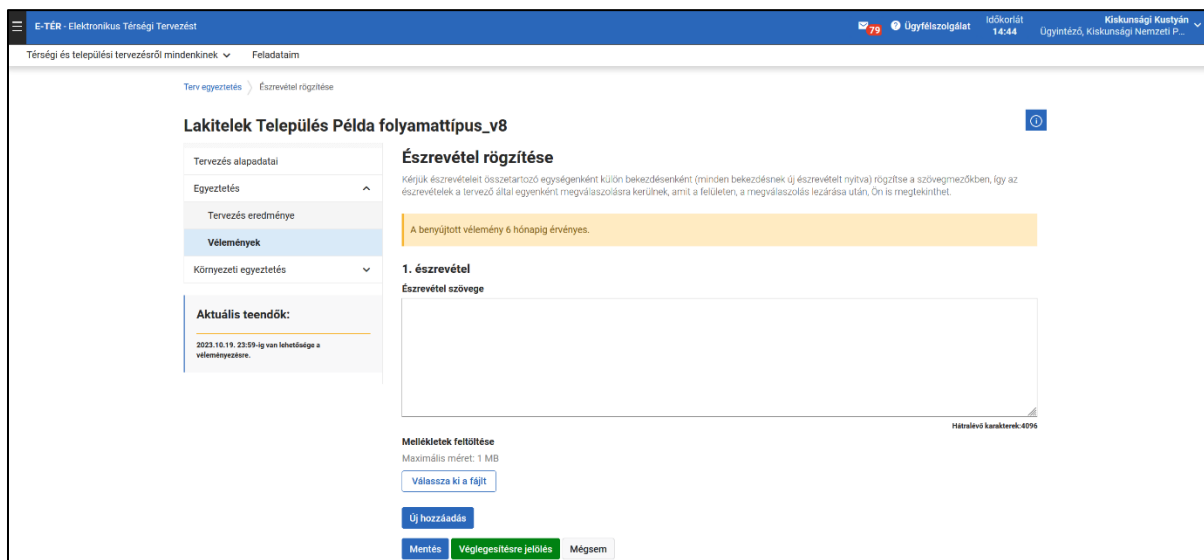 E-TÉR - Elektronikus Térségi Tervezést
79
Ügyfélszolgálat
Időkorlát
14:44
Kiskunsági Kustyán
Ügyintéző, Kiskunsági Nemzeti P...
Térségi és települési tervezésről mindenkinek
Feladataim
Terv egyeztetés
Észrevétel rögzítése
Lakitelek Település Példa folyamattípus_v8
Tervezés alapadatai
Egyeztetés
Tervezés eredménye
Vélemények
Környezeti egyeztetés
Aktuális teendők:
2023.10.19. 23:59-ig van lehetősége a
véleményezésre.
Észrevétel rögzítése
Kérjük észrevételeit összetartozó egységenként külön bekezdésenként (minden bekezdésnek új észrevételt nyitva) rögzítse a szövegmezőkben, így az
észrevételek a tervező által egyenként megválaszolásra kerülnek, amit a felületen, a megválaszolás lezárása után, Ön is megtekinthet.
A benyújtott vélemény 6 hónapig érvényes.
1. észrevétel
Észrevétel szövege
Hátralévő karakterek:4096
Mellékletek feltöltése
Maximális méret: 1 MB
Válassza ki a fájlt
Új hozzáadás
Mentés
Véglegesítésre jelölés
Mégsem